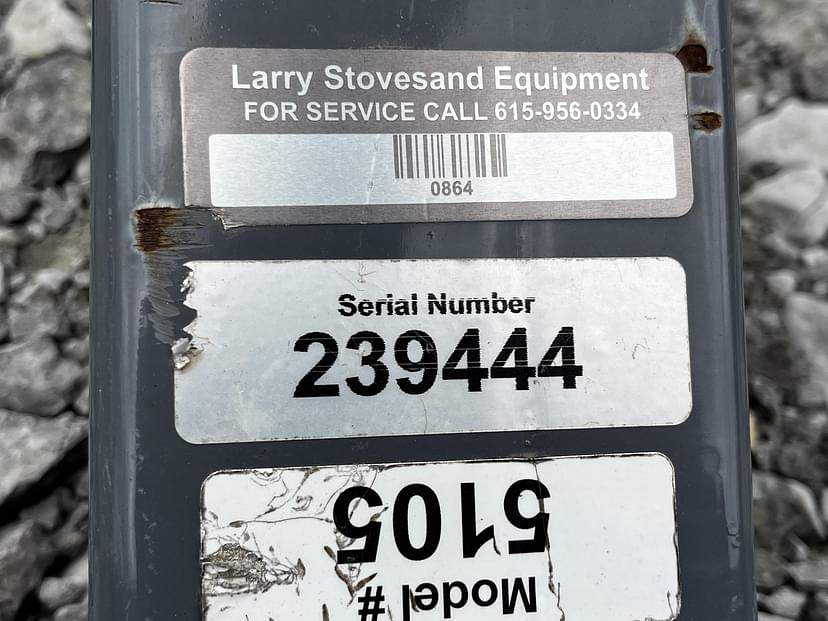 Larry Stovesand Equipment
FOR SERVICE CALL 615-956-0334
0864
Serial Number
239444
Model #
5105